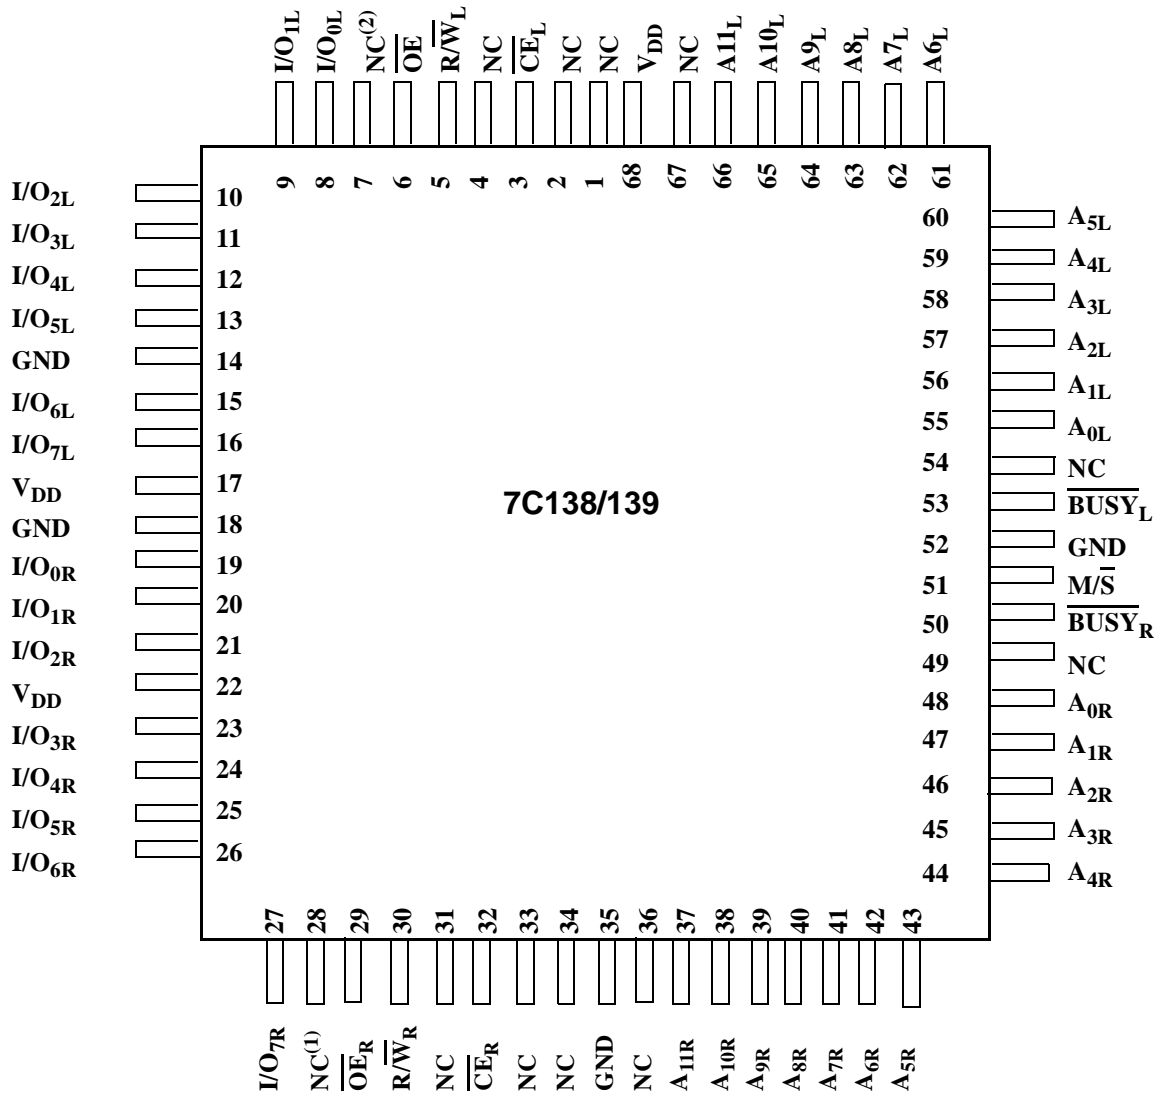 I/O1L I/O0L NC(2) OE R/WL NC CEL NC NC VDD NC A11L A10L A9L A8L A7L A6L
9 8 7 6 5 4 3 2 1 68 67 66 65 64 63 62 61
I/O2L 10
I/O3L 11
I/O4L 12
I/O5L 13
GND 14
I/O6L 15
I/O7L 16
VDD 17
GND 18
I/O0R 19
I/O1R 20
I/O2R 21
VDD 22
I/O3R 23
I/O4R 24
I/O5R 25
I/O6R 26
7C138/139
60 A5L
59 A4L
58 A3L
57 A2L
56 A1L
55 A0L
54 NC
53 BUSYL
52 GND
51 M/S
50 BUSYR
49 NC
48 A0R
47 A1R
46 A2R
45 A3R
44 A4R
27 28 29 30 31 32 33 34 35 36 37 38 39 40 41 42 43
I/O7R NC(1) OER R/WR NC CER NC NC GND NC A11R A10R A9R A8R A7R A6R A5R